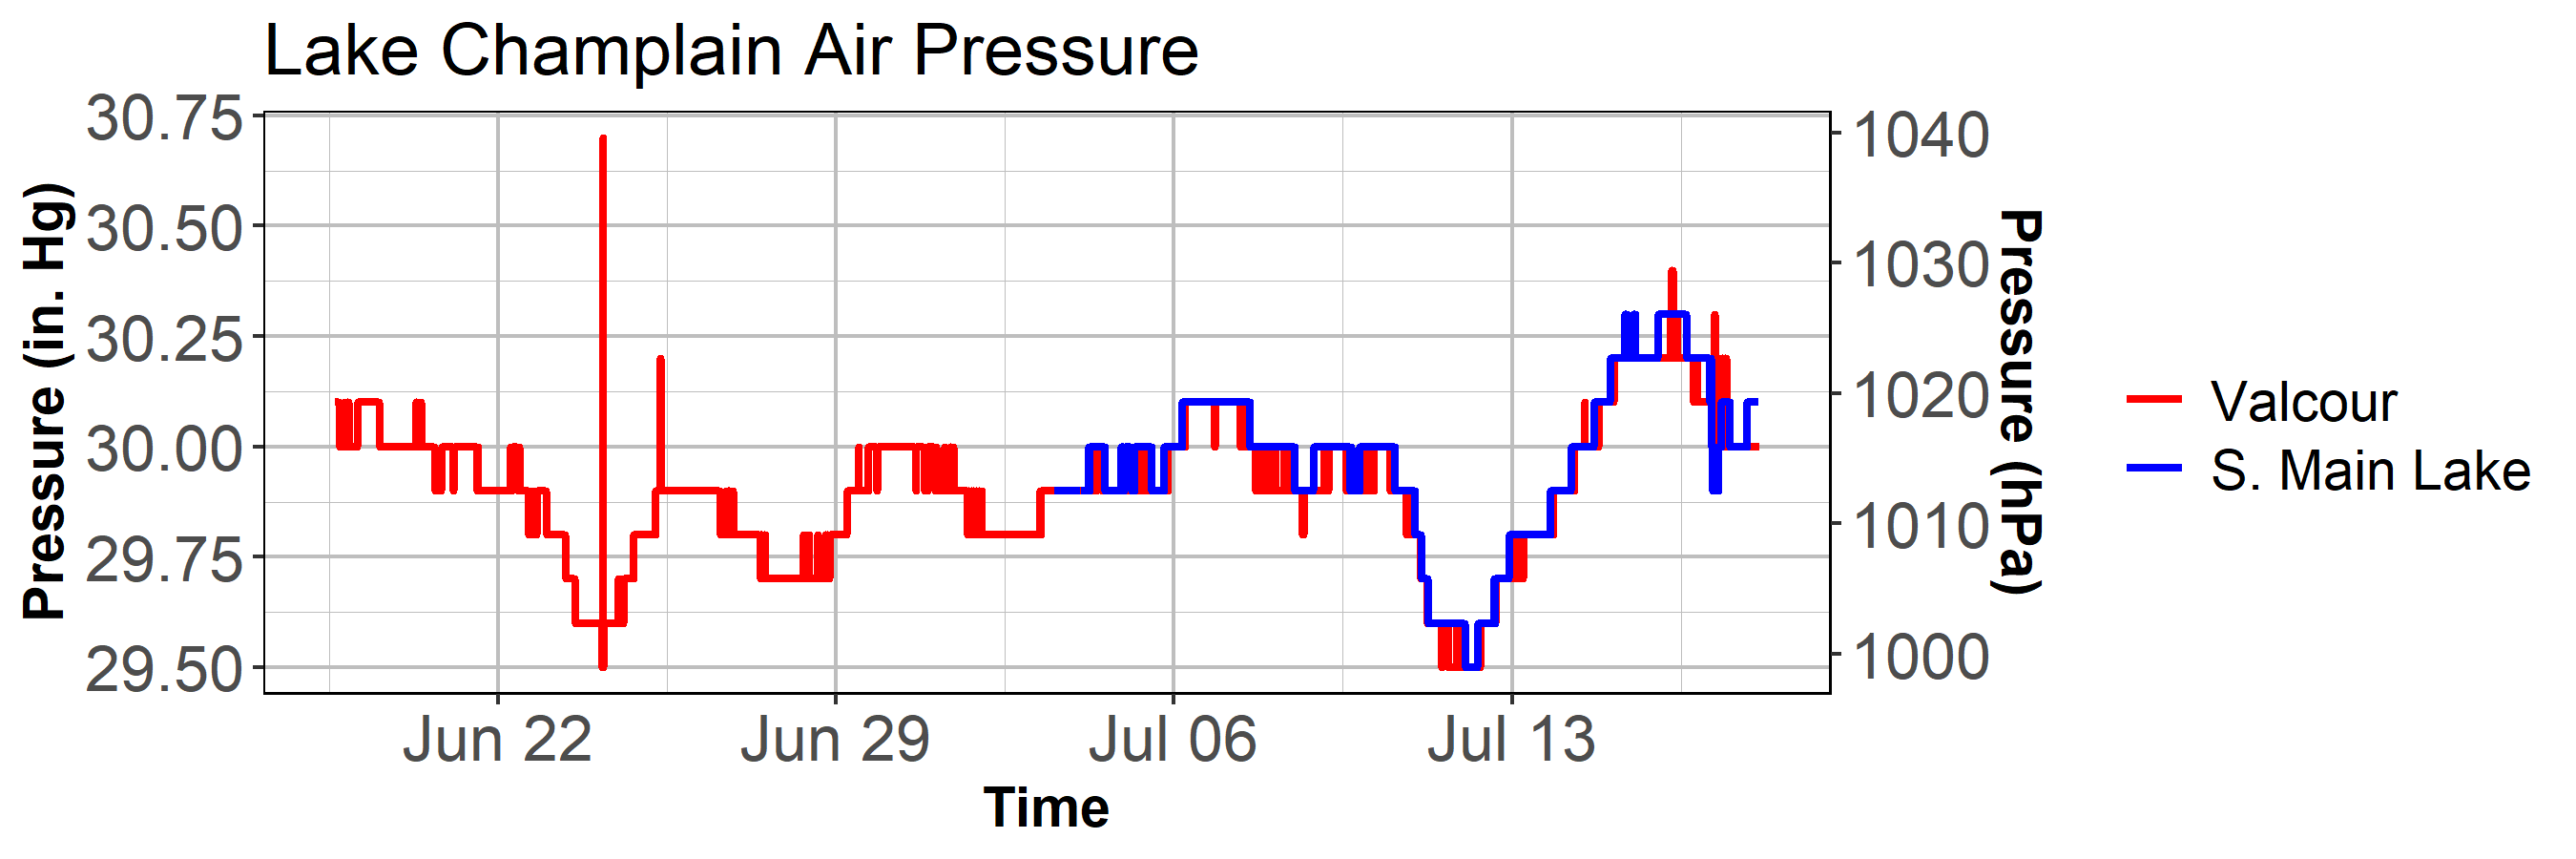 Lake Champlain Air Pressure
Pressure (in. Hg)
30.75
30.50
30.25
30.00
29.75
29.50
1040
1030
1020
1010
1000
Pressure (hPa)
Jun 22
Jun 29
Jul 06
Jul 13
Time
Valcour
S. Main Lake